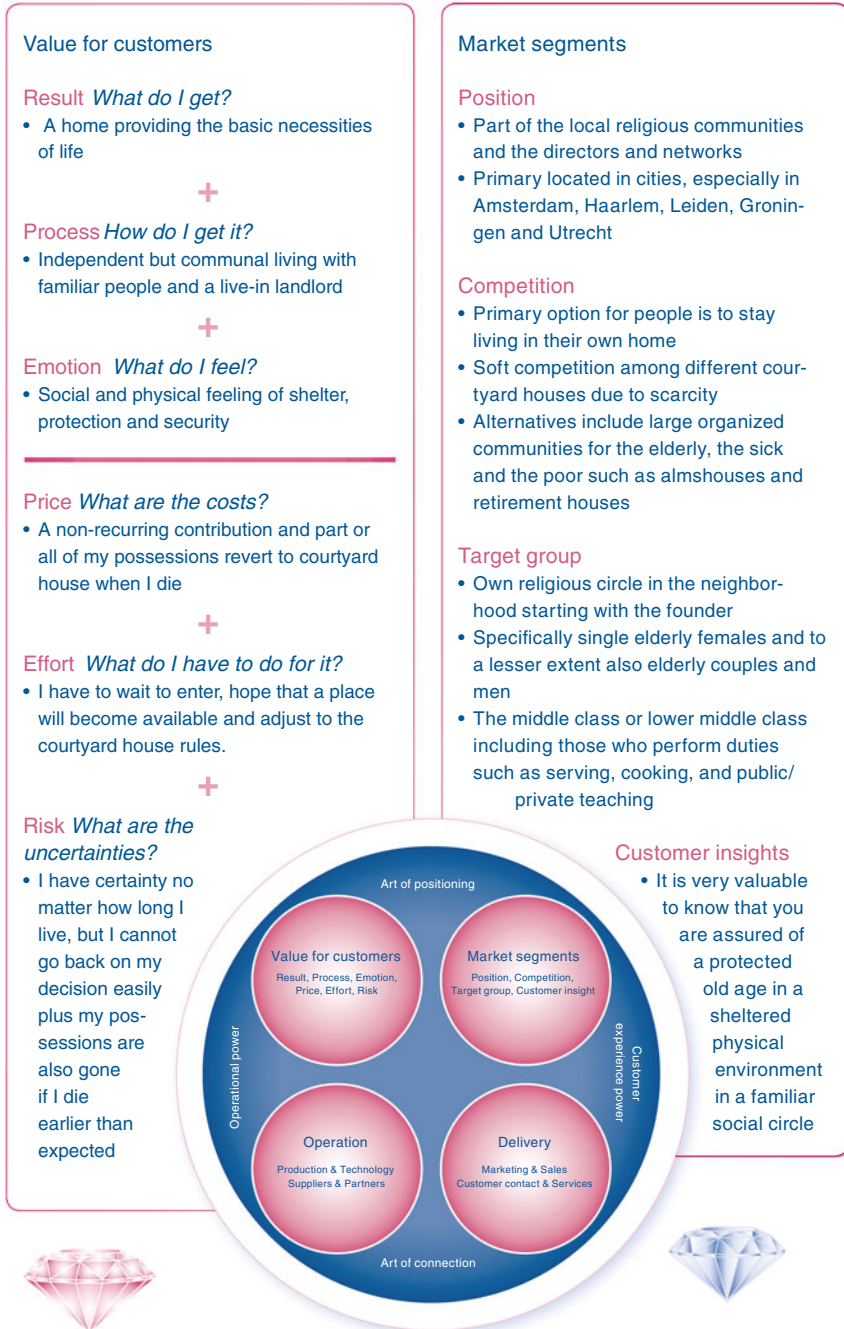 Value for customers
Result What do I get?
• A home providing the basic necessities
of life
+
Process How do I get it?
• Independent but communal living with
familiar people and a live-in landlord
+
Emotion What do I feel?
• Social and physical feeling of shelter,
protection and security
Price What are the costs?
• A non-recurring contribution and part or
all of my possessions revert to courtyard
house when I die
+
Effort What do I have to do for it?
• I have to wait to enter, hope that a place
will become available and adjust to the
courtyard house rules.
+
Risk What are the
uncertainties?
• I have certainty no
matter how long I
live, but I cannot
go back on my
decision easily
plus my pos-
sessions are
also gone
if I die
earlier than
expected
Market segments
Position
• Part of the local religious communities
and the directors and networks
• Primary located in cities, especially in
Amsterdam, Haarlem, Leiden, Gronin-
gen and Utrecht
Competition
• Primary option for people is to stay
living in their own home
• Soft competition among different cour-
tyard houses due to scarcity
• Alternatives include large organized
communities for the elderly, the sick
and the poor such as almshouses and
retirement houses
Target group
• Own religious circle in the neighbor-
hood starting with the founder
• Specifically single elderly females and to
a lesser extent also elderly couples and
men
• The middle class or lower middle class
including those who perform duties
such as serving, cooking, and public/
private teaching
Customer insights
• It is very valuable
to know that you
are assured of
a protected
old age in a
sheltered
physical
environment
in a familiar
social circle
Art of positioning
Value for customers
Result, Process, Emotion,
Price, Effort, Risk
Market segments
Position, Competition,
Target group, Customer insight
Operational power
Customer
experience power
Operation
Production & Technology
Suppliers & Partners
Delivery
Marketing & Sales
Customer contact & Services
Art of connection